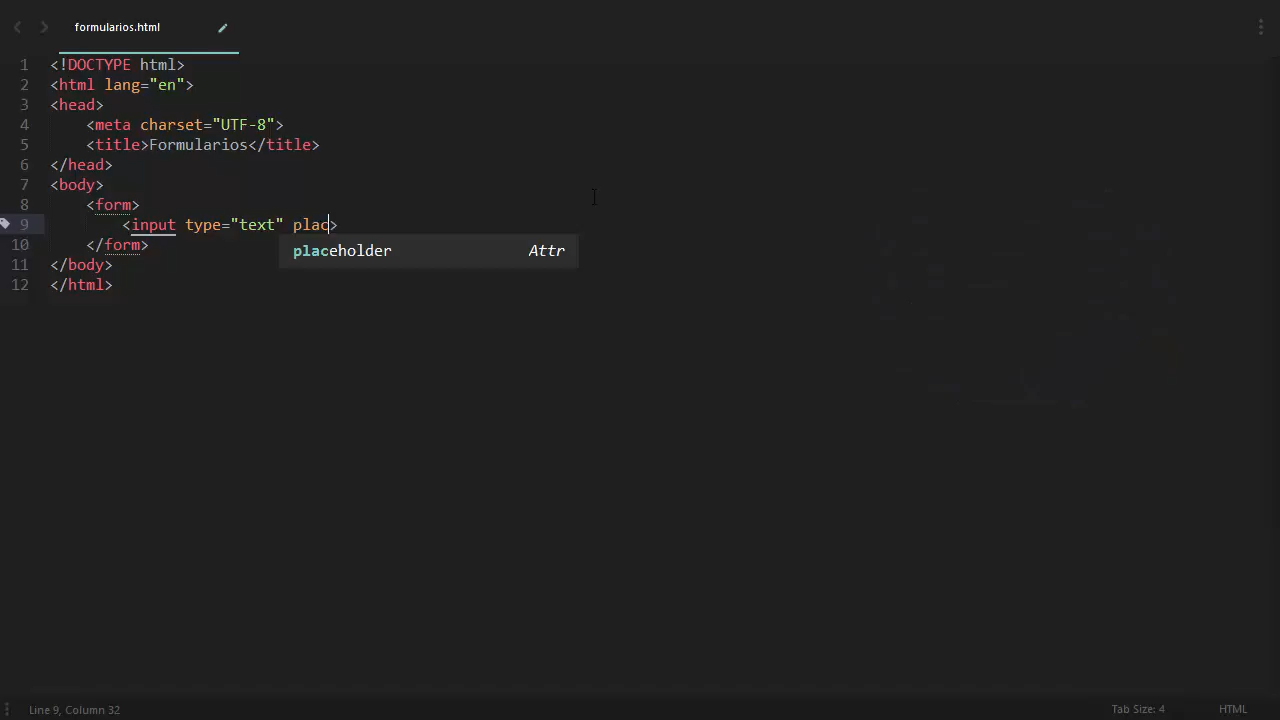 formularios.html
1 <!DOCTYPE html>
2 <html lang="en">
3 <head>
4 <meta charset="UTF-8">
5 <title>Formularios</title>
6 </head>
7 <body>
8 <form>
9 <input type="text" plac>
placeholder Attr
10 </form>
11 </body>
12 </html>
Line 9, Column 32 Tab Size: 4 HTML